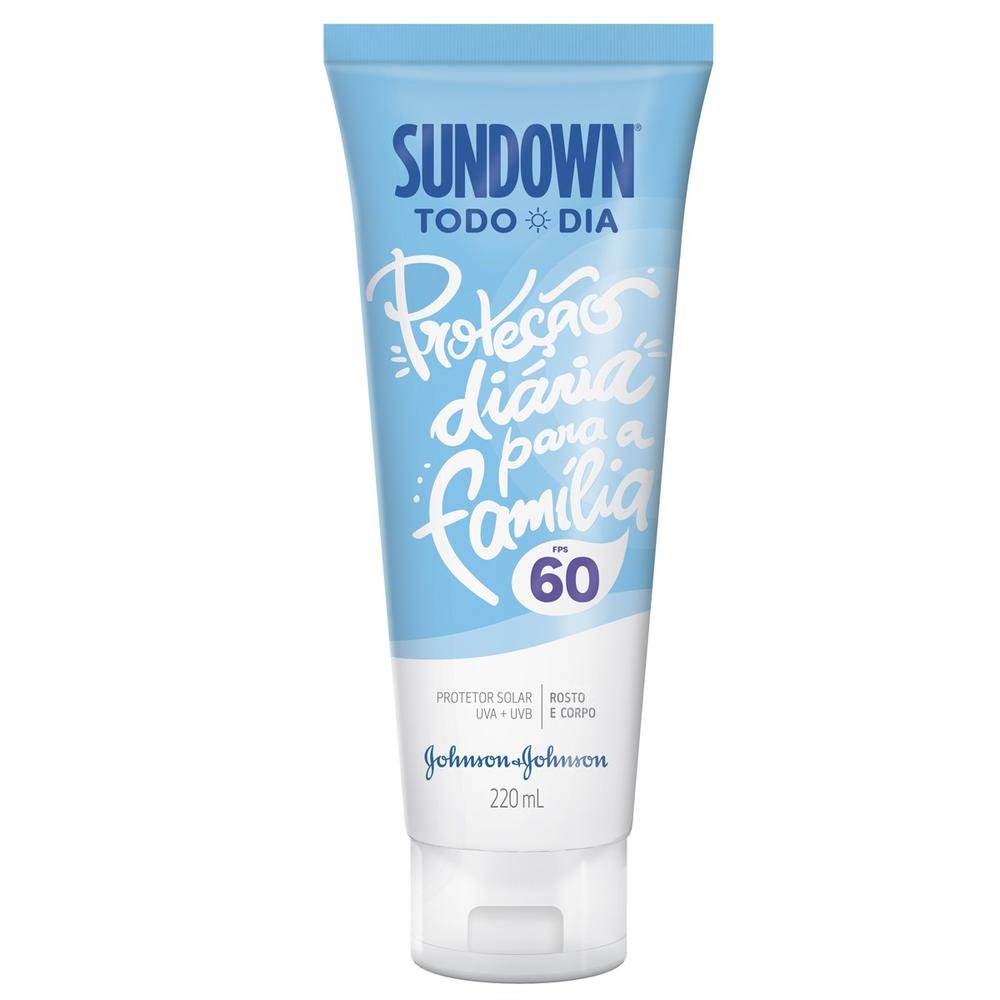 SUNDOWN®
TODO DIA
Proteção
diária
para a
família
FPS
60
PROTETOR SOLAR
UVA + UVB
ROSTO
E CORPO
Johnson+Johnson
220 mL